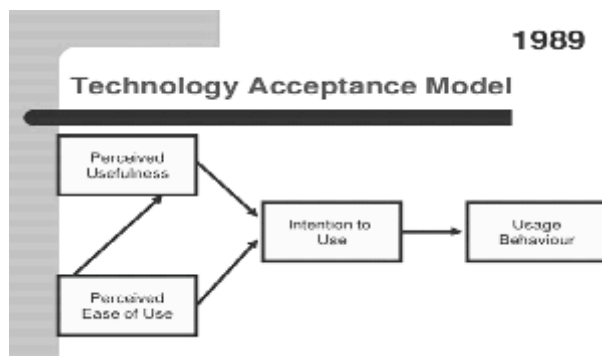 1989
Technology Acceptance Model
Perceived
Usefulness
Intention to
Use
Usage
Behaviour
Perceived
Ease of Use